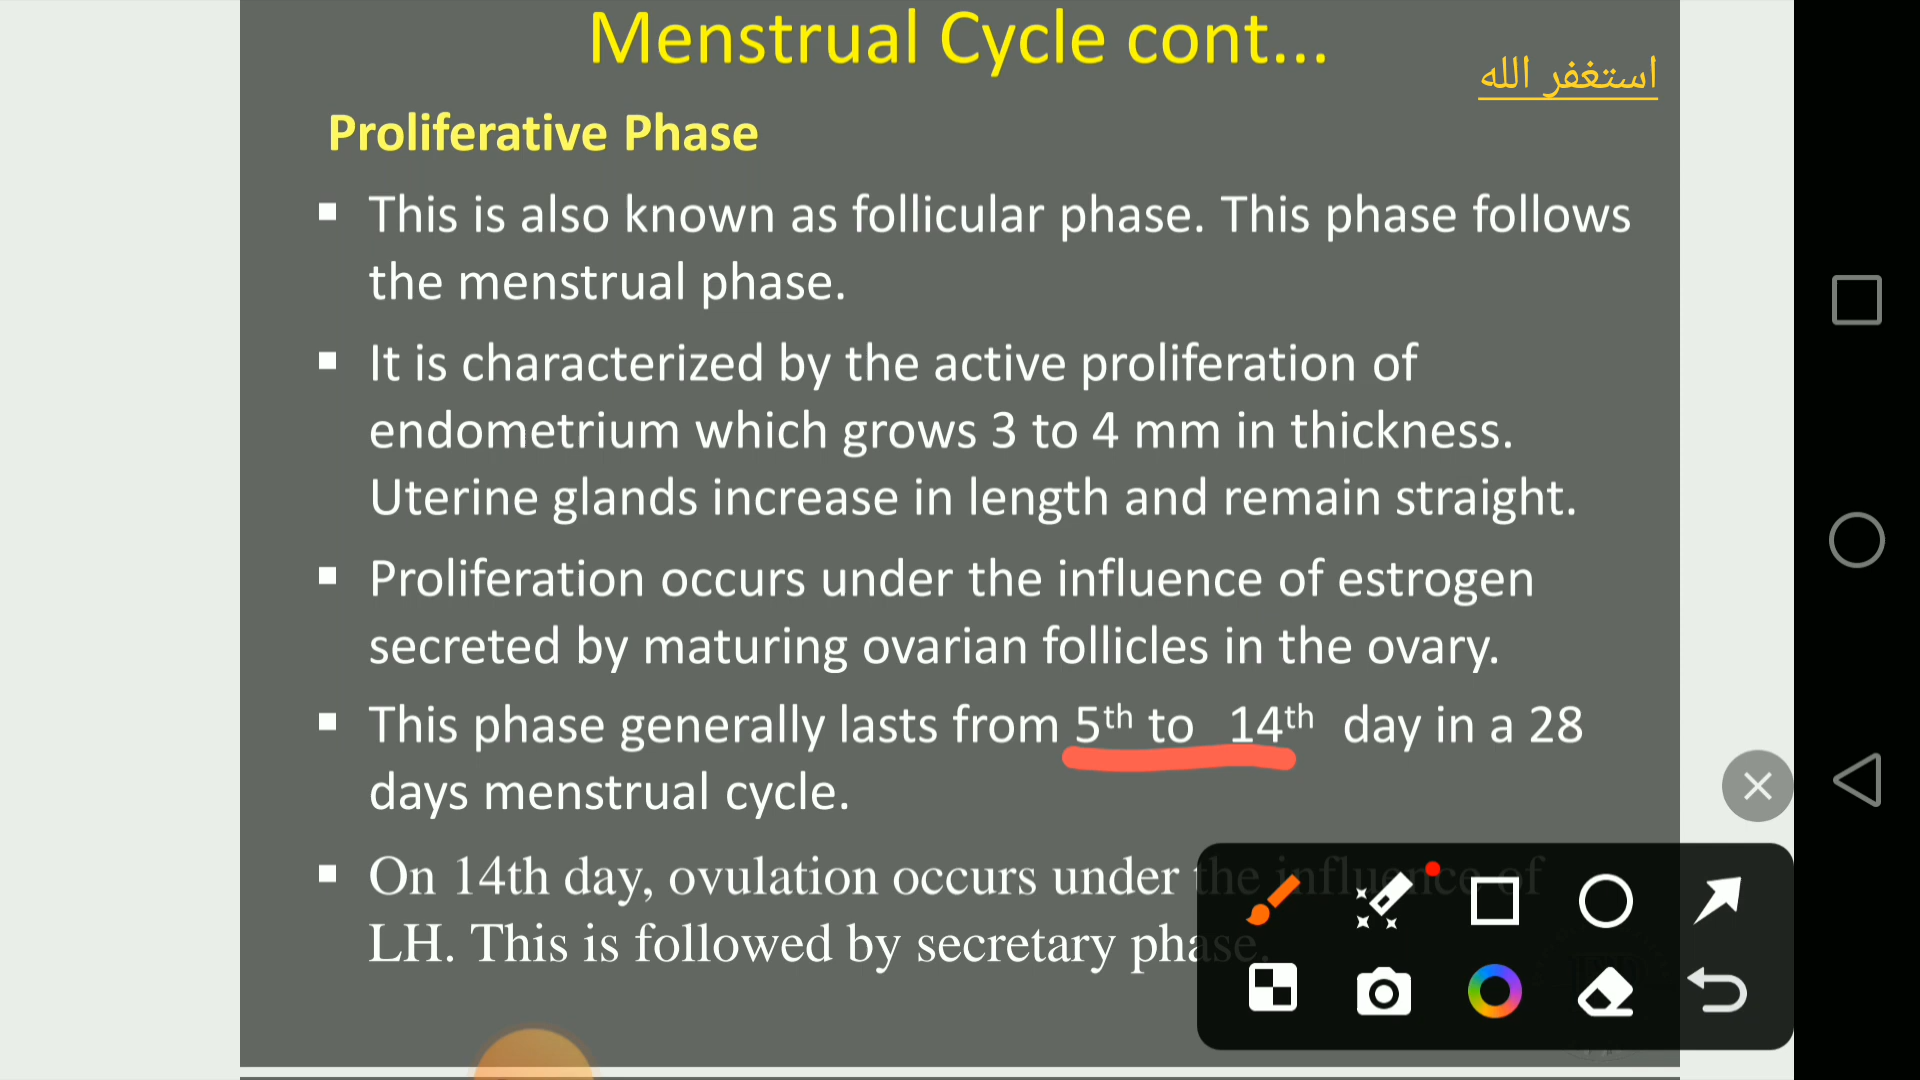 Menstrual Cycle cont...
استغفر الله
Proliferative Phase
▪ This is also known as follicular phase. This phase follows
the menstrual phase.
▪ It is characterized by the active proliferation of
endometrium which grows 3 to 4 mm in thickness.
Uterine glands increase in length and remain straight.
▪ Proliferation occurs under the influence of estrogen
secreted by maturing ovarian follicles in the ovary.
▪ This phase generally lasts from 5th to 14th day in a 28
days menstrual cycle.
▪ On 14th day, ovulation occurs under the influence of
LH. This is followed by secretary phase.